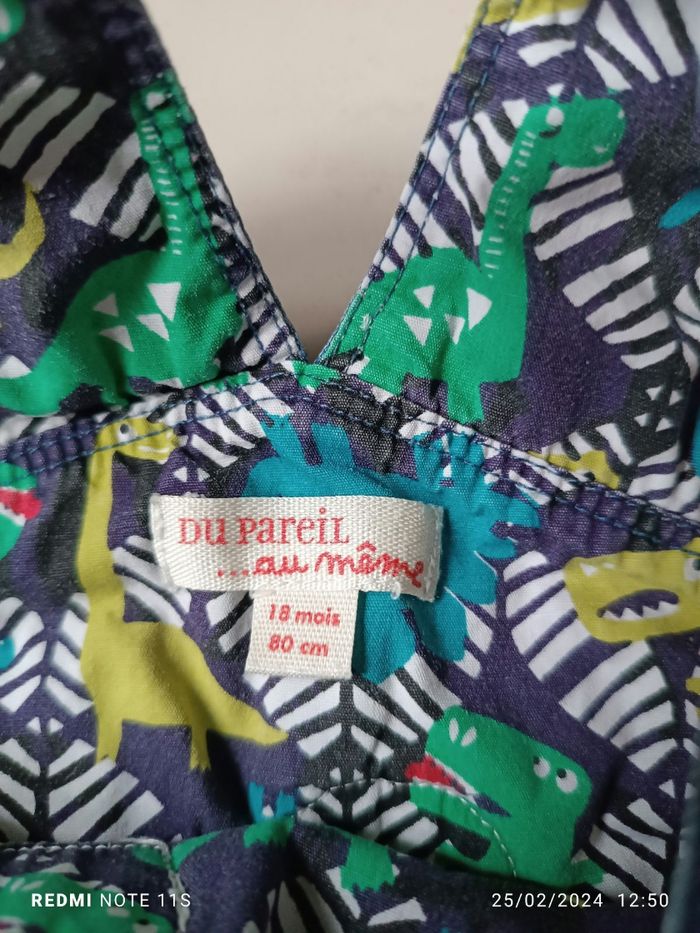 DU PAREIL
...au même
18 mois
80 cm
REDMI NOTE 11S
25/02/2024 12:50